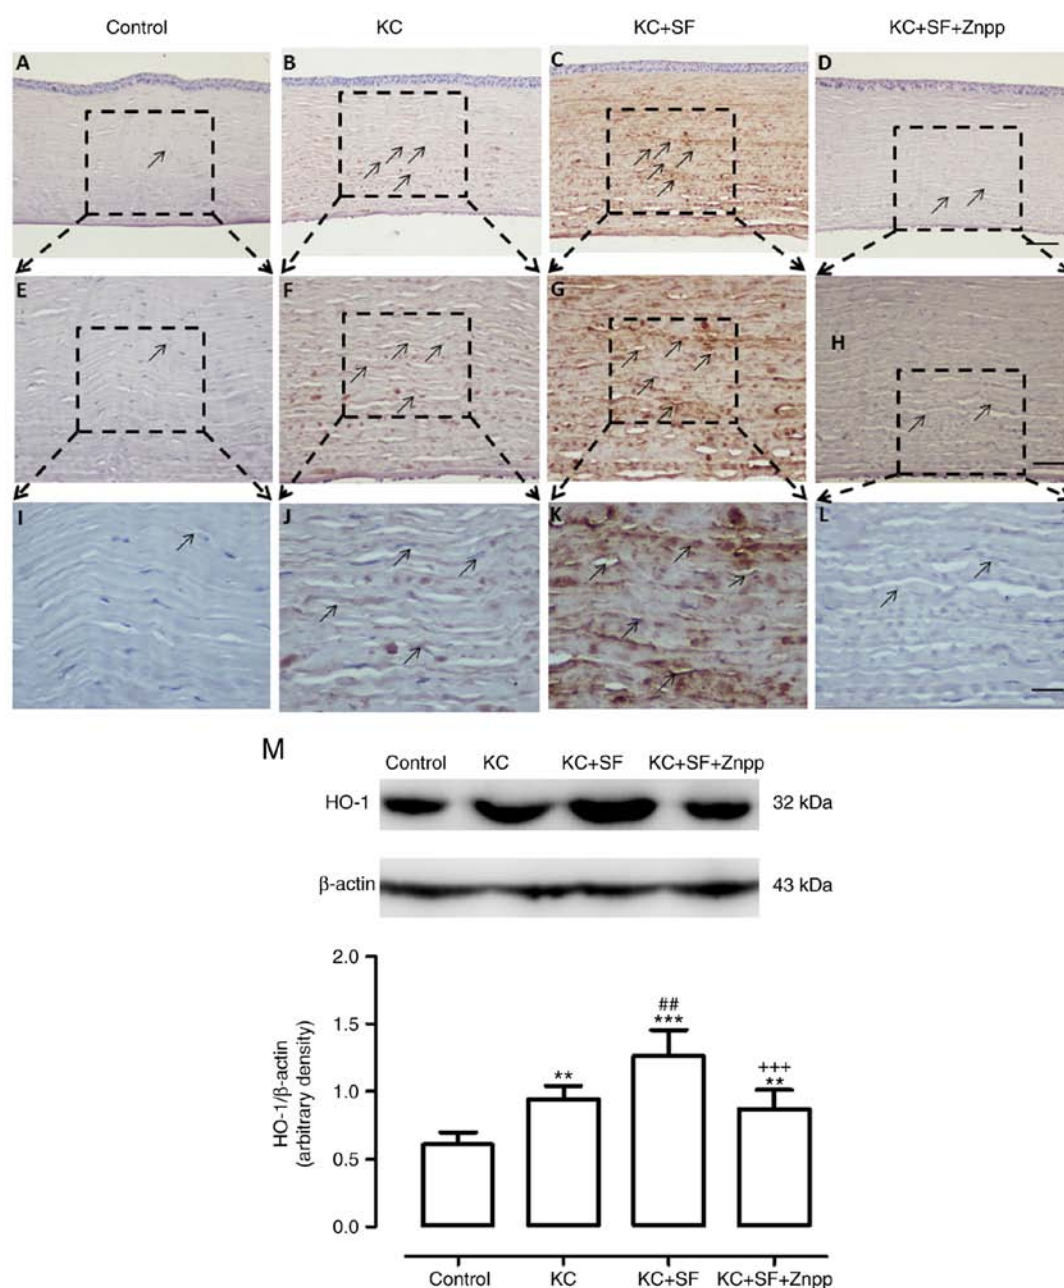 Control KC KC+SF KC+SF+Znpp
A B C D
E F G H
I J K L
M
Control KC KC+SF KC+SF+Znpp
HO-1 32 kDa
β-actin 43 kDa
2.0
##
1.5 ***
+++
** **
1.0
HO-1/β-actin
(arbitrary density)
0.5
0.0
Control KC KC+SF KC+SF+Znpp